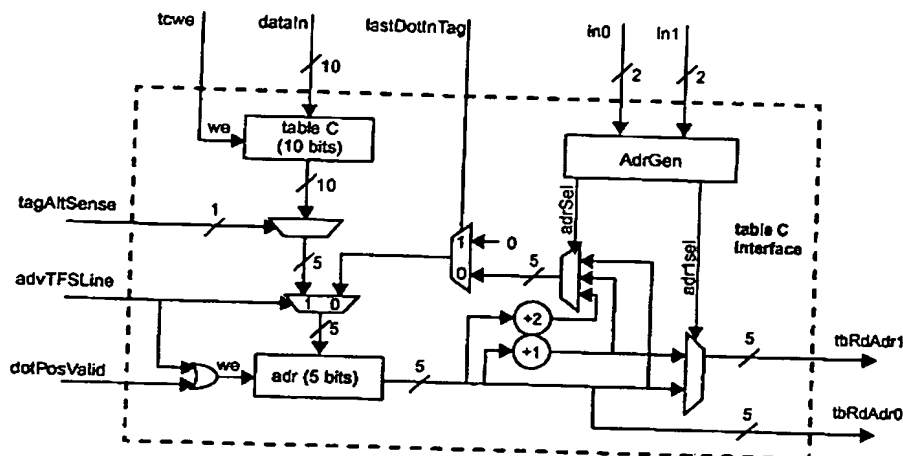 tcwe
dataIn
lastDotInTag
in0
in1
10
2
2
we
table C
(10 bits)
AdrGen
10
tagAltSense
1
adrSel
adr1sel
table C
Interface
1
0
0
5
5
advTFSLine
1 0
5
+2
+1
dotPosValid
we
adr (5 bits)
5
5
tbRdAdr1
5
tbRdAdr0